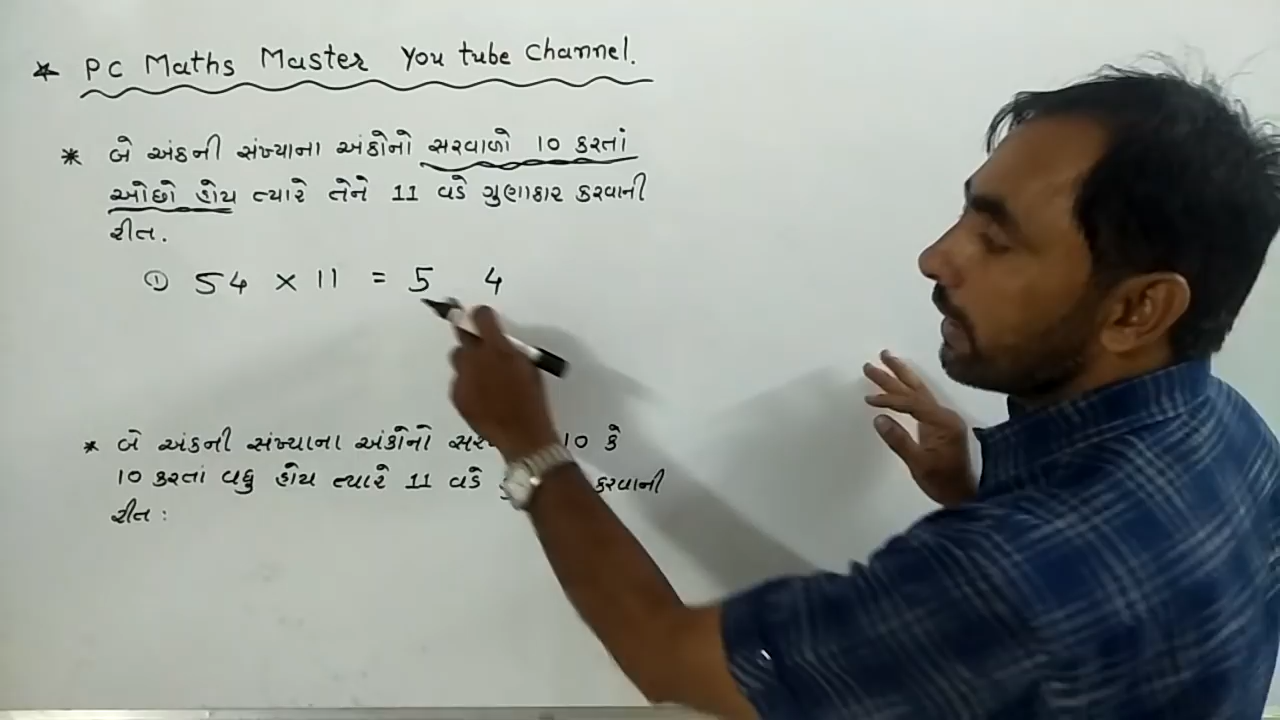 * PC Maths Master You tube Channel.
* બે અંકની સંખ્યાના અંકોનો સરવાળો 10 કરતાં
ઓછો હોય ત્યારે તેને 11 વડે ગુણાકાર કરવાની
રીત.
① 54 × 11 = 5 4
* બે અંકની સંખ્યાના અંકોનો 10 કે
10 કરતાં વધુ હોય ત્યારે 11 વડે કરવાની
રીત :